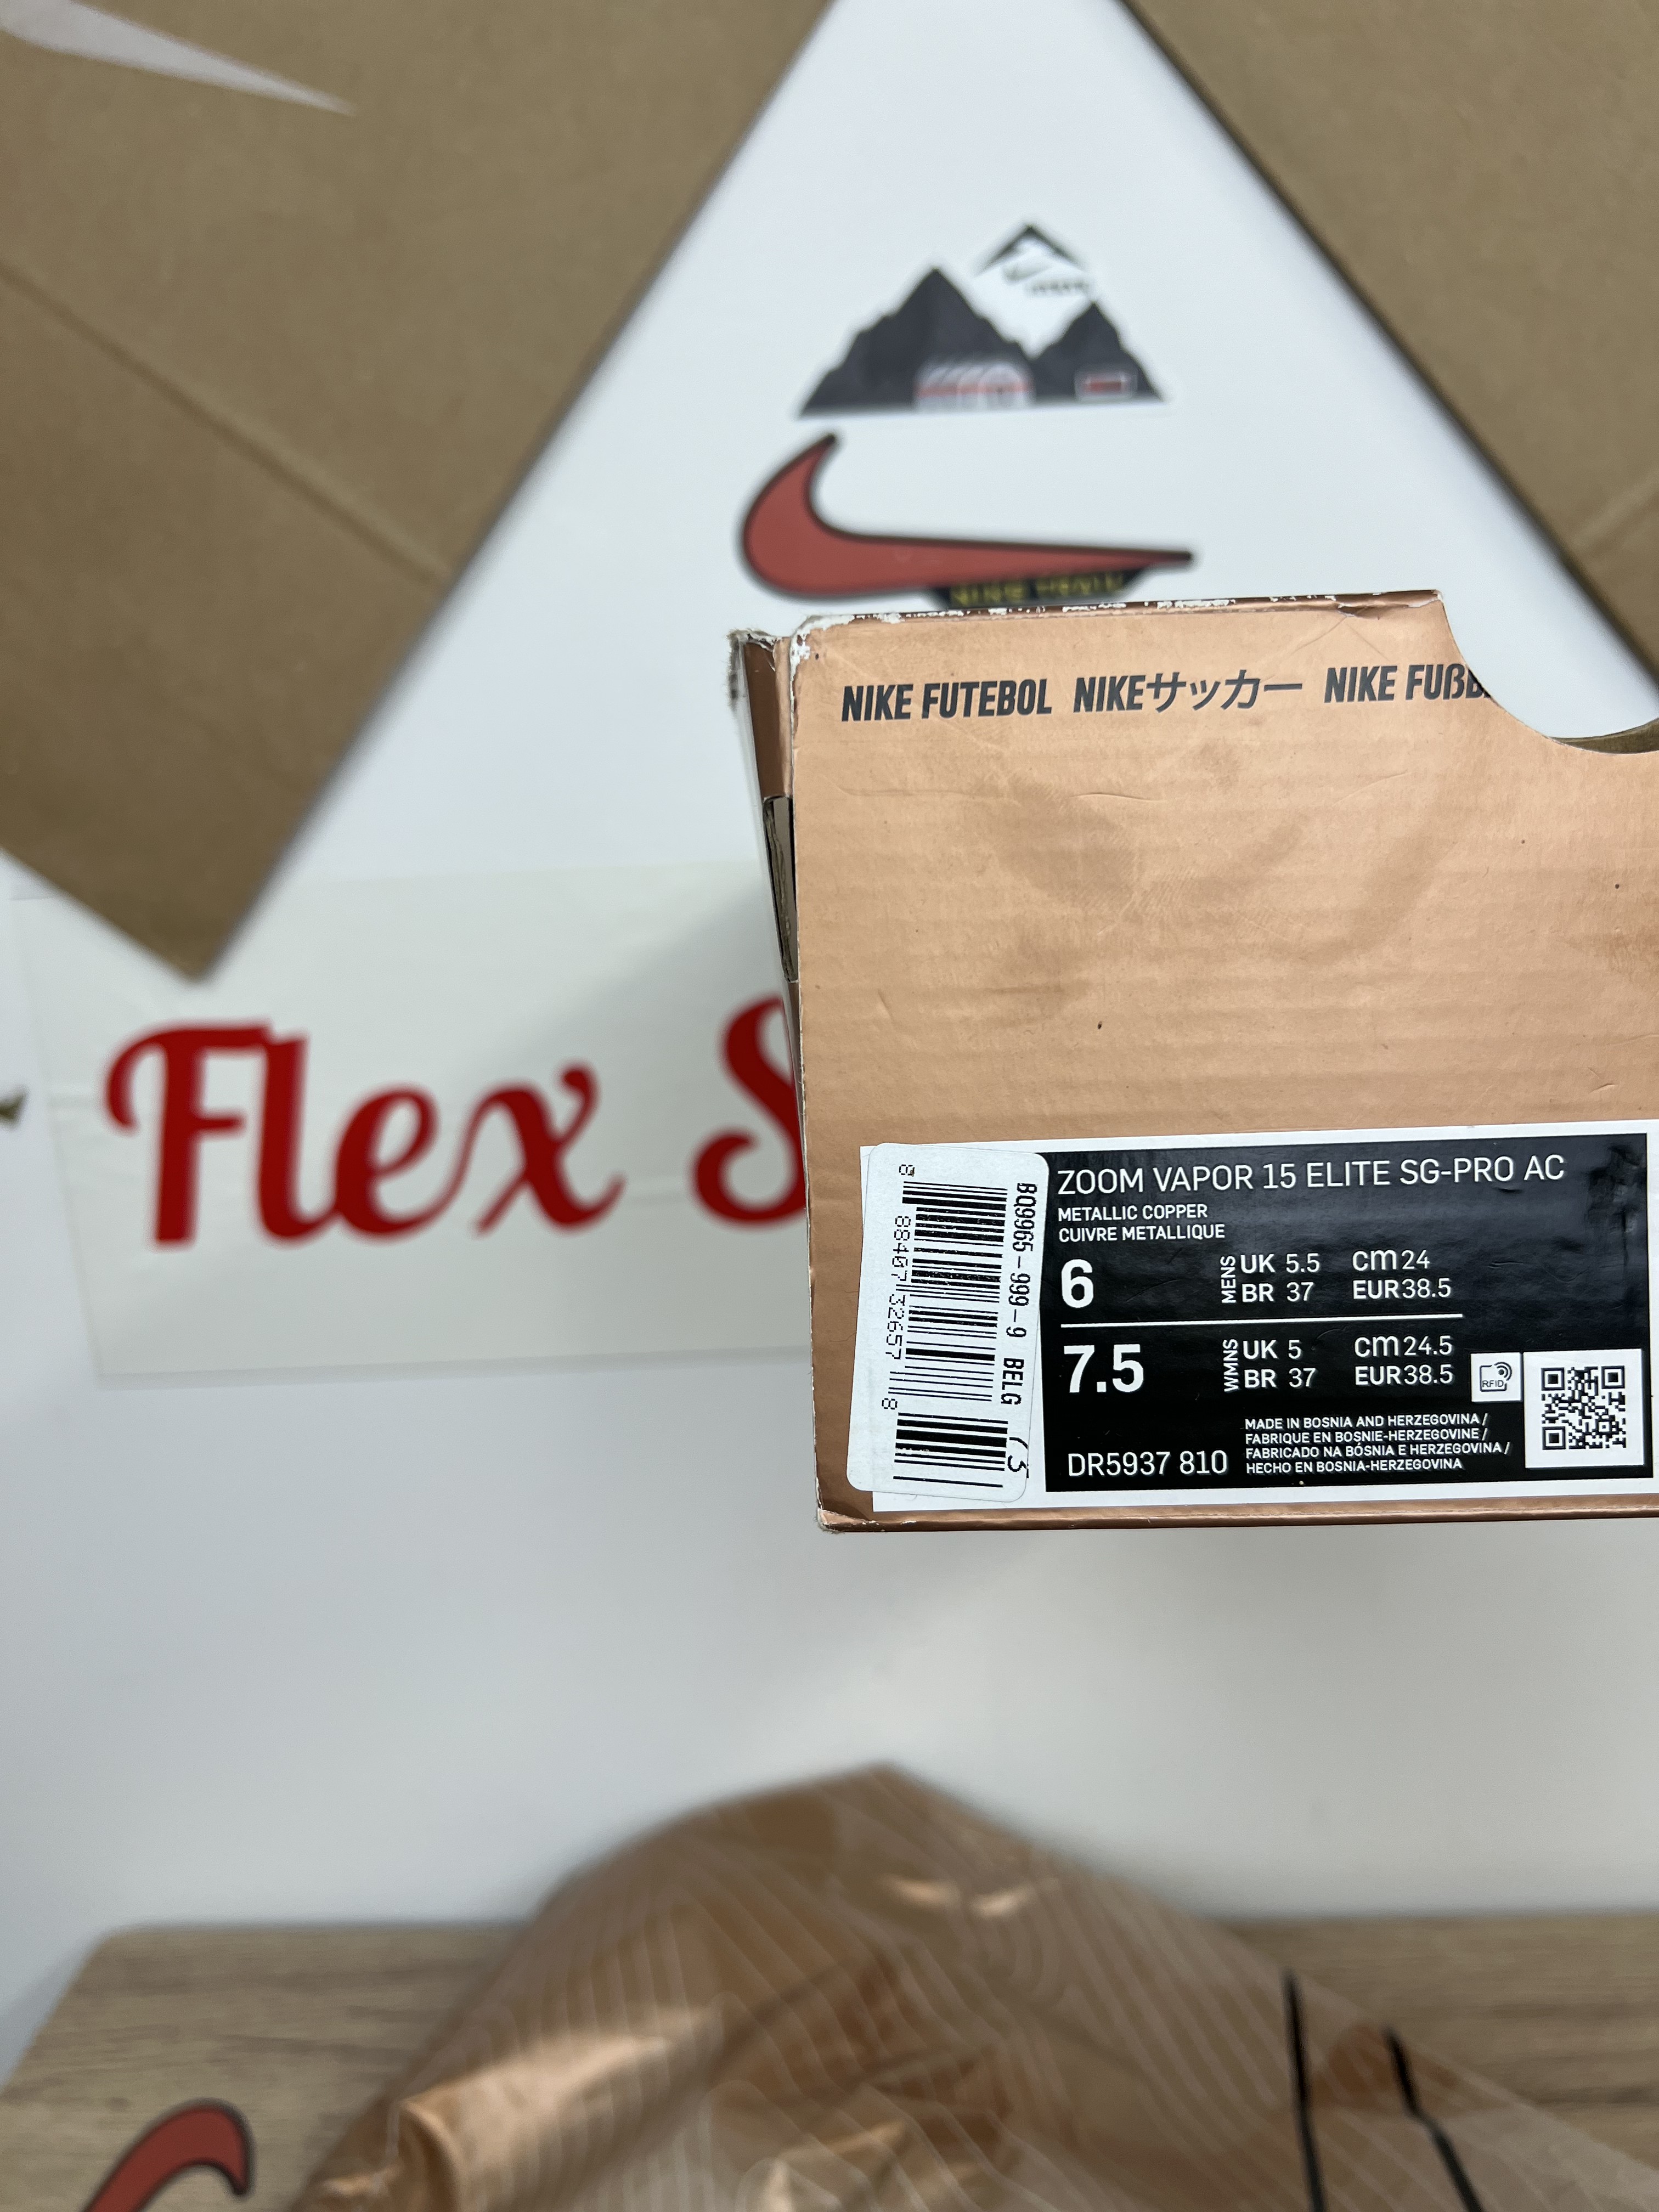 NIKE FUTEBOL NIKEサッカー NIKE FUßB
Flex S
ZOOM VAPOR 15 ELITE SG-PRO AC
METALLIC COPPER
CUIVRE METALLIQUE
6 MENS UK 5.5 cm 24
BR 37 EUR 38.5
7.5 WMNS UK 5 cm 24.5
BR 37 EUR 38.5
RFID
DR5937 810
MADE IN BOSNIA AND HERZEGOVINA /
FABRIQUE EN BOSNIE-HERZEGOVINE /
FABRICADO NA BÓSNIA E HERZEGOVINA /
HECHO EN BOSNIA-HERZEGOVINA
BQ9965-999-9 BELG 7.5
8 88407 32657 8